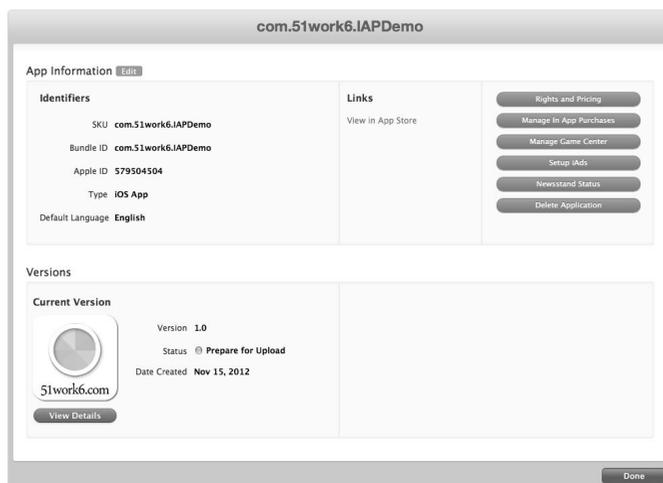 com.51work6.IAPDemo
App Information Edit
Identifiers
SKU com.51work6.IAPDemo
Bundle ID com.51work6.IAPDemo
Apple ID 579504504
Type iOS App
Default Language English
Links
View in App Store
Rights and Pricing
Manage In App Purchases
Manage Game Center
Setup iAds
Newsstand Status
Delete Application
Versions
Current Version
51work6.com
Version 1.0
Status Prepare for Upload
Date Created Nov 15, 2012
View Details
Done